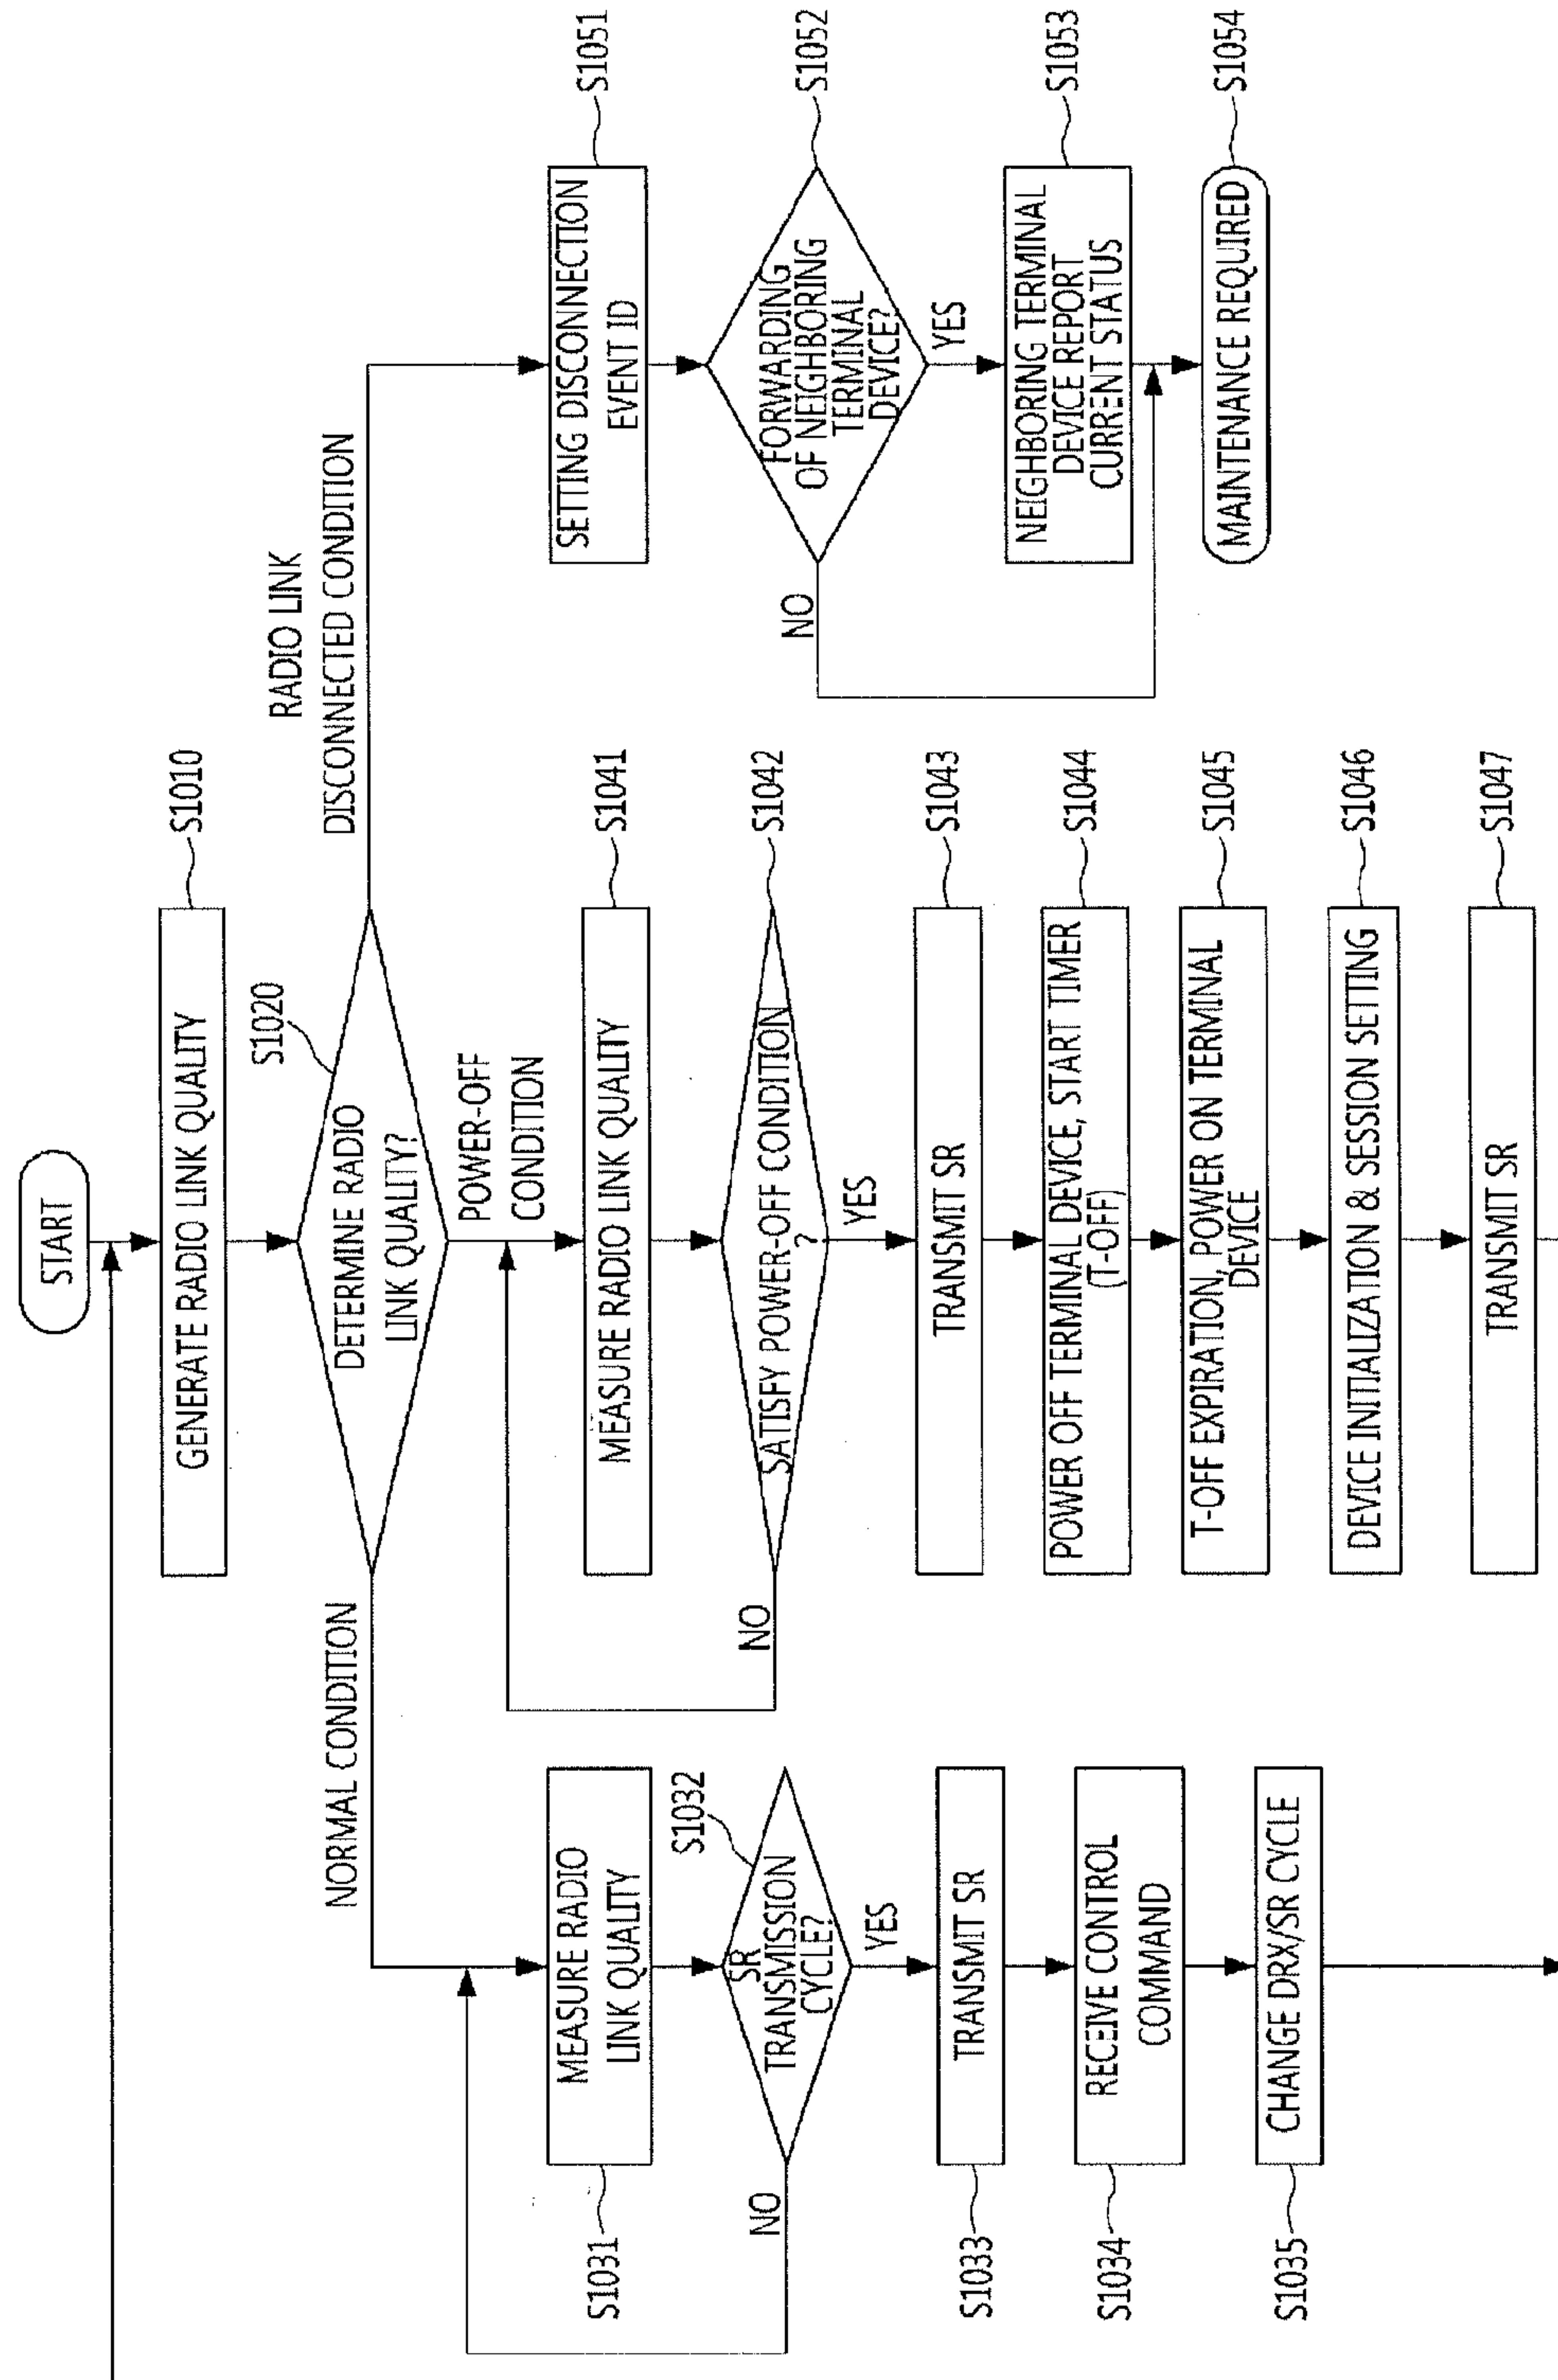 START
GENERATE RADIO LINK QUALITY
S1010
DETERMINE RADIO
LINK QUALITY?
S1020
NORMAL CONDITION
POWER-OFF
CONDITION
RADIO LINK
DISCONNECTED CONDITION
MEASURE RADIO
LINK QUALITY
S1031
SR
TRANSMISSION
CYCLE?
S1032
NO
YES
TRANSMIT SR
S1033
RECEIVE CONTROL
COMMAND
S1034
CHANGE DRX/SR CYCLE
S1035
MEASURE RADIO LINK QUALITY
S1041
SATISFY POWER-OFF CONDITION
?
S1042
NO
YES
TRANSMIT SR
S1043
POWER OFF TERMINAL DEVICE, START TIMER
(T-OFF)
S1044
T-OFF EXPIRATION, POWER ON TERMINAL
DEVICE
S1045
DEVICE INITIALIZATION & SESSION SETTING
S1046
TRANSMIT SR
S1047
SETTING DISCONNECTION
EVENT ID
S1051
FORWARDING
OF NEIGHBORING
TERMINAL
DEVICE?
S1052
NO
YES
NEIGHBORING TERMINAL
DEVICE REPORT
CURRENT STATUS
S1053
MAINTENANCE REQUIRED
S1054